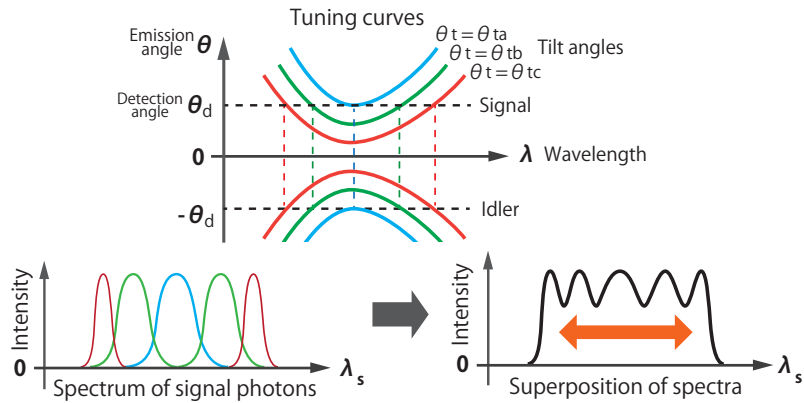 Tuning curves
Emission
angle θ
θt = θta
θt = θtb
θt = θtc
Tilt angles
Detection
angle θd
Signal
0
λ Wavelength
-θd
Idler
Intensity
0
λs
Spectrum of signal photons
Intensity
0
λs
Superposition of spectra